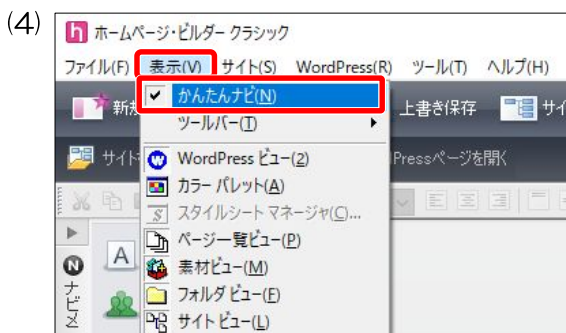 (4)
ホームページ・ビルダー クラシック
ファイル(F) 表示(V) サイト(S) WordPress(R) ツール(T) ヘルプ(H)
かんたんナビ(N)
新規 上書き保存 サイ
ツールバー(T)
サイト
WordPress ビュー(2)
Pressページを開く
カラー パレット(A)
スタイルシート マネージャ(C)...
ページ一覧ビュー(P)
A
素材ビュー(M)
ナビメ
フォルダ ビュー(E)
サイト ビュー(L)